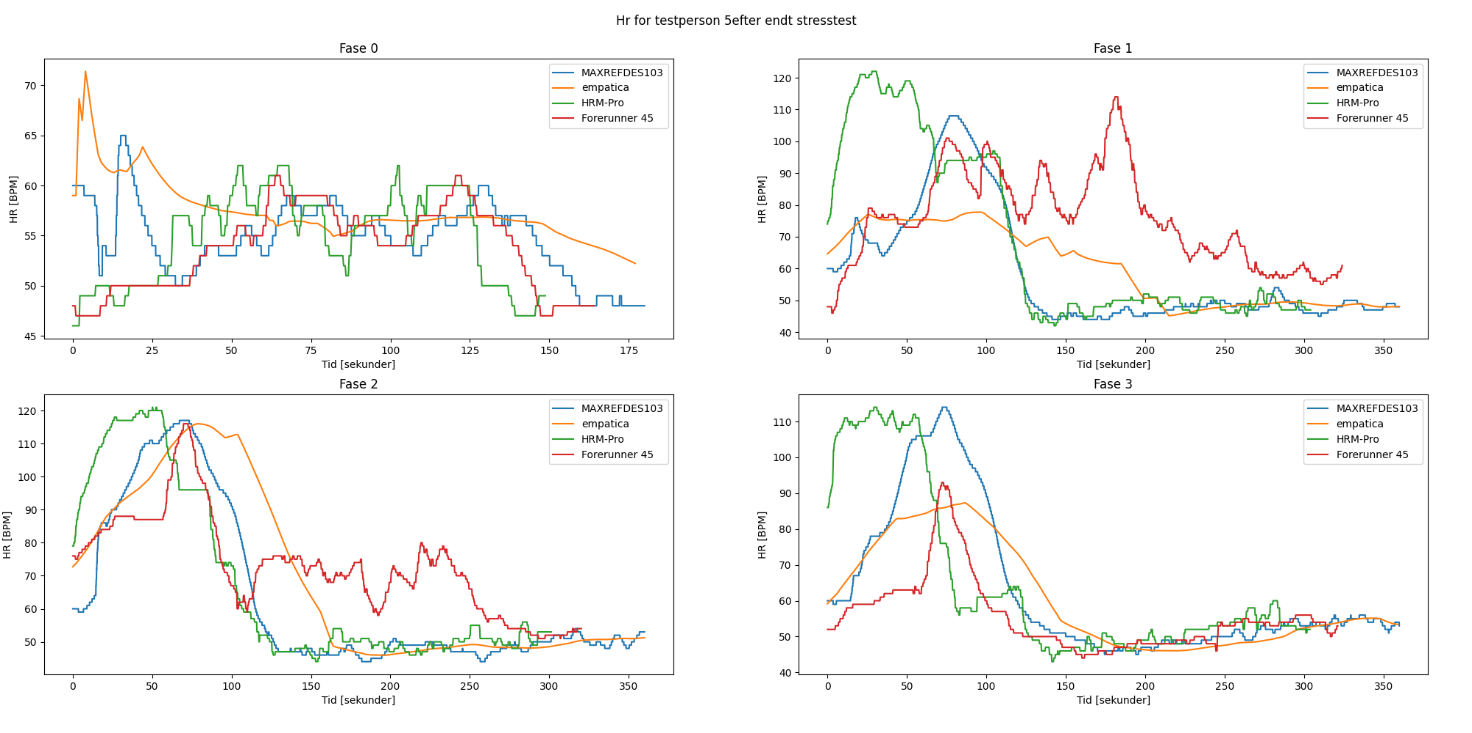 Hr for testperson 5efter endt stresstest
Fase 0
HR [BPM]
70
65
60
55
50
45
MAXREFDES103
empatica
HRM-Pro
Forerunner 45
0 25 50 75 100 125 150 175
Tid [sekunder]
Fase 1
HR [BPM]
120
110
100
90
80
70
60
50
40
MAXREFDES103
empatica
HRM-Pro
Forerunner 45
0 50 100 150 200 250 300 350
Tid [sekunder]
Fase 2
HR [BPM]
120
110
100
90
80
70
60
50
MAXREFDES103
empatica
HRM-Pro
Forerunner 45
0 50 100 150 200 250 300 350
Tid [sekunder]
Fase 3
HR [BPM]
110
100
90
80
70
60
50
40
MAXREFDES103
empatica
HRM-Pro
Forerunner 45
0 50 100 150 200 250 300 350
Tid [sekunder]